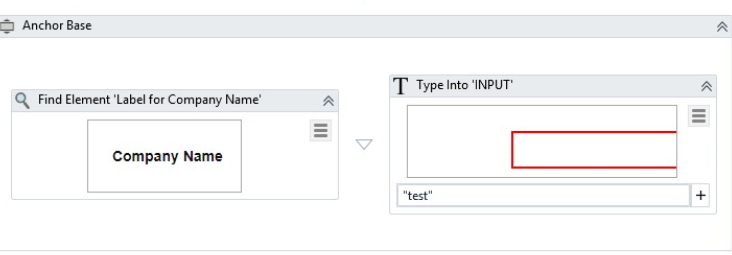 Anchor Base
Find Element 'Label for Company Name'
Company Name
T Type Into 'INPUT'
"test"
+